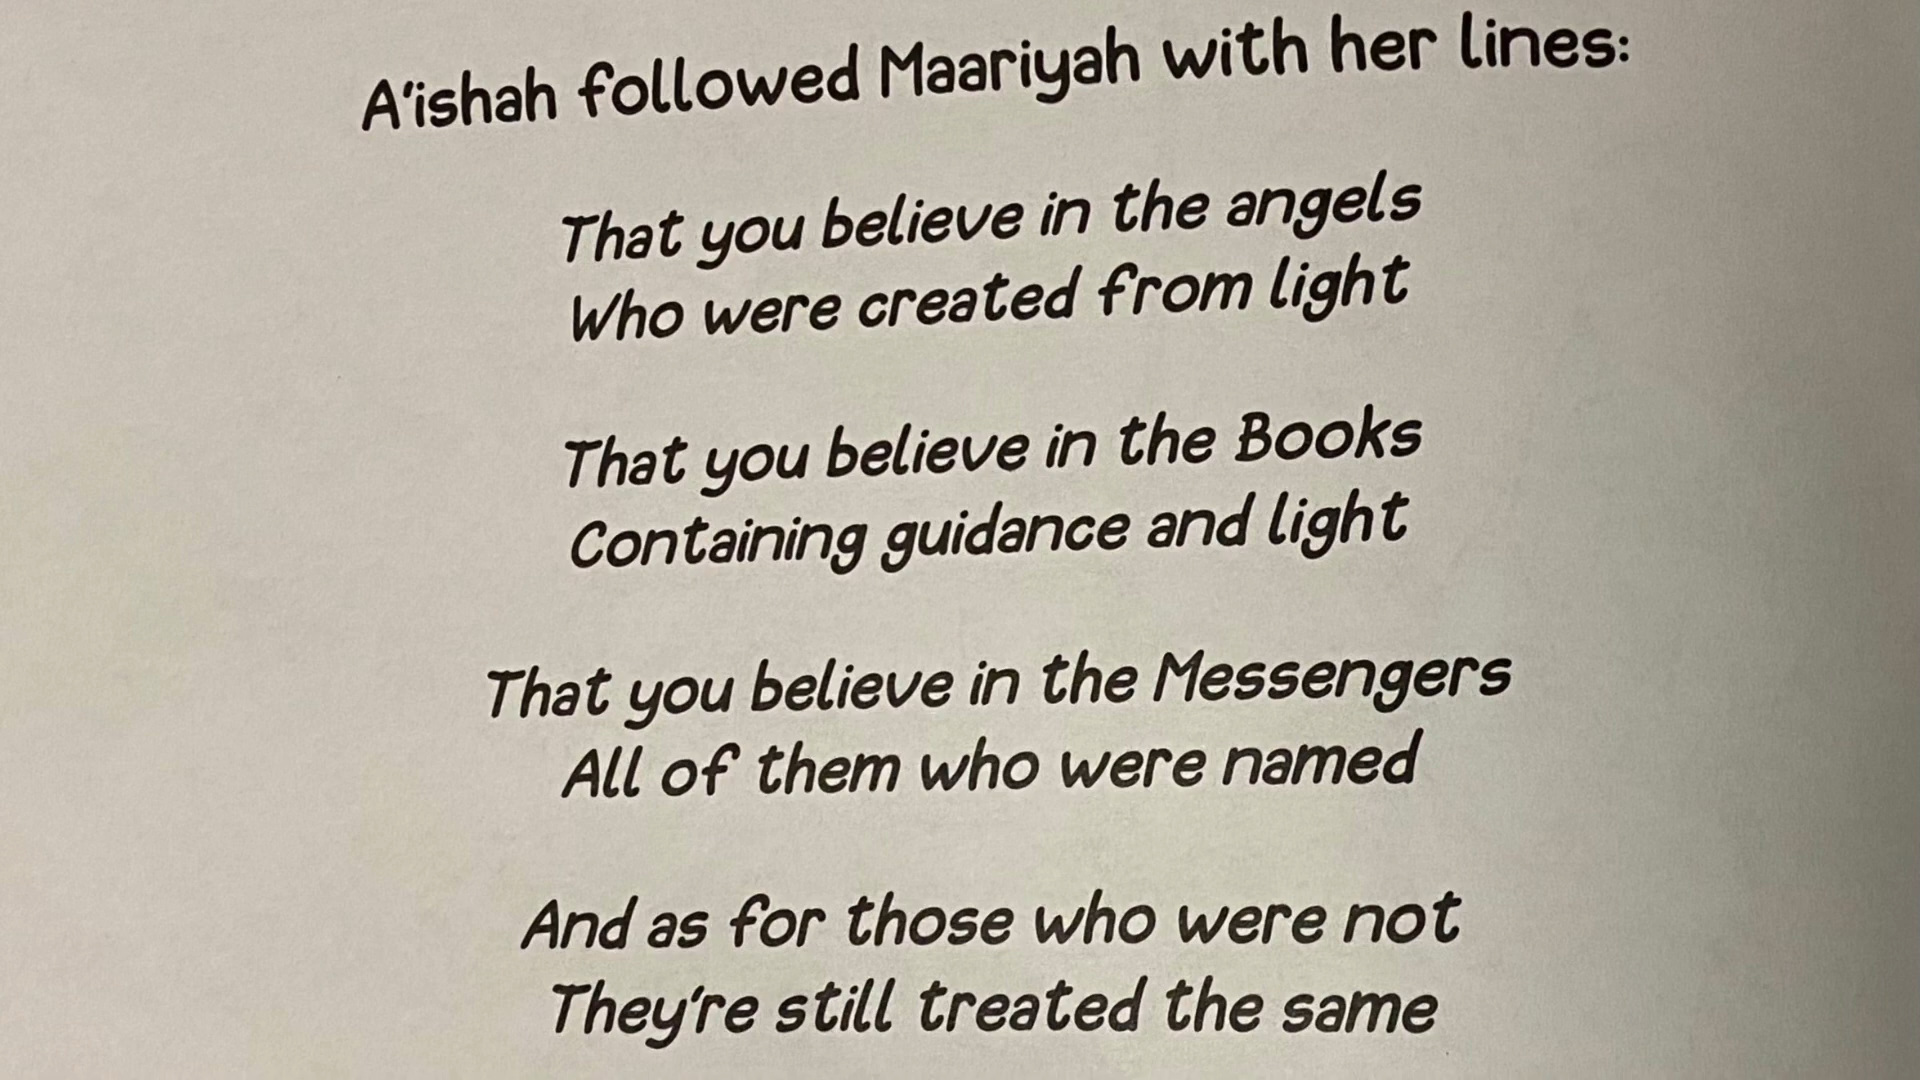 A'ishah followed Maariyah with her lines:
That you believe in the angels
Who were created from light
That you believe in the Books
Containing guidance and light
That you believe in the Messengers
All of them who were named
And as for those who were not
They're still treated the same